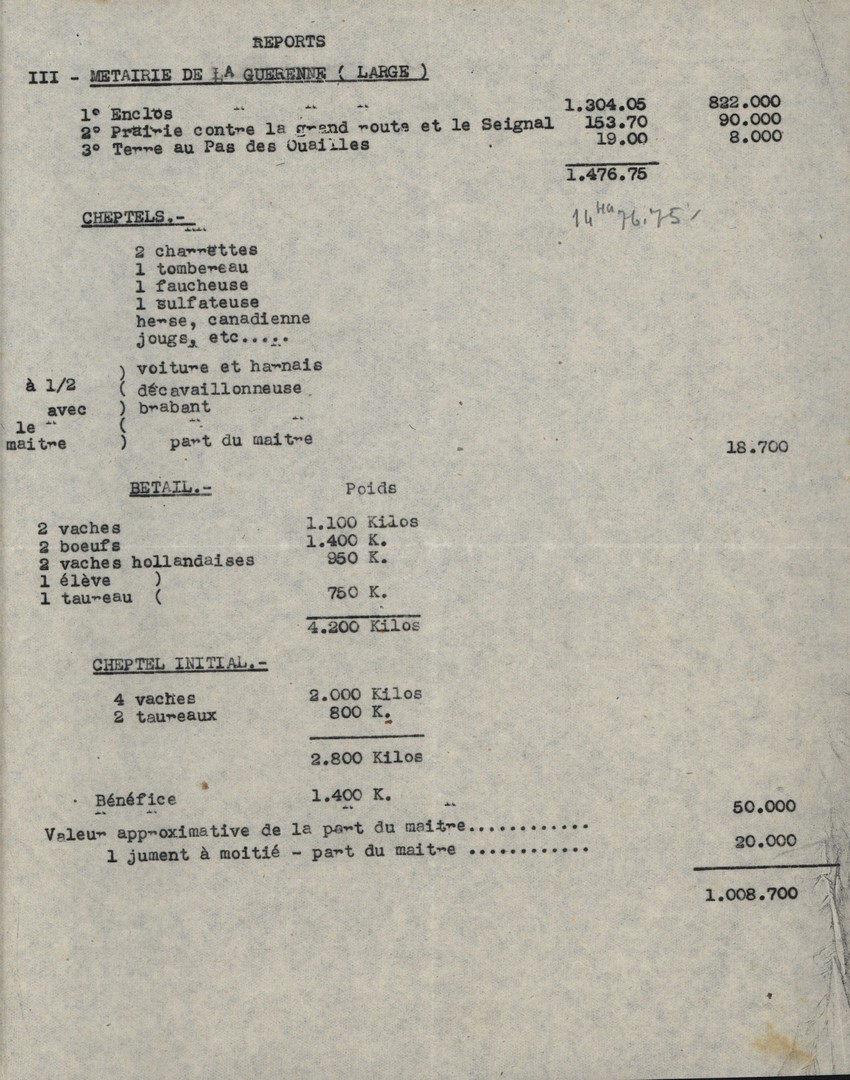 REPORTS
III - METAIRIE DE LA GUERENNE ( LARGE )
1° Enclos 1.304.05 822.000
2° Prairie contre la grand route et le Seignal 153.70 90.000
3° Terre au Pas des Ouailles 19.00 8.000
1.476.75
14 Ha 76.75
CHEPTELS.-
2 charrettes
1 tombereau
1 faucheuse
1 sulfateuse
herse, canadienne
jougs, etc.....
) voiture et harnais
à 1/2 ( décavaillonneuse
avec ) brabant
le (
maitre ) part du maitre 18.700
BETAIL.- Poids
2 vaches 1.100 Kilos
2 boeufs 1.400 K.
2 vaches hollandaises 950 K.
1 élève )
1 taureau ( 750 K.
4.200 Kilos
CHEPTEL INITIAL.-
4 vaches 2.000 Kilos
2 taureaux 800 K.
2.800 Kilos
Bénéfice 1.400 K.
Valeur approximative de la part du maitre............ 50.000
1 jument à moitié - part du maitre ............ 20.000
1.008.700